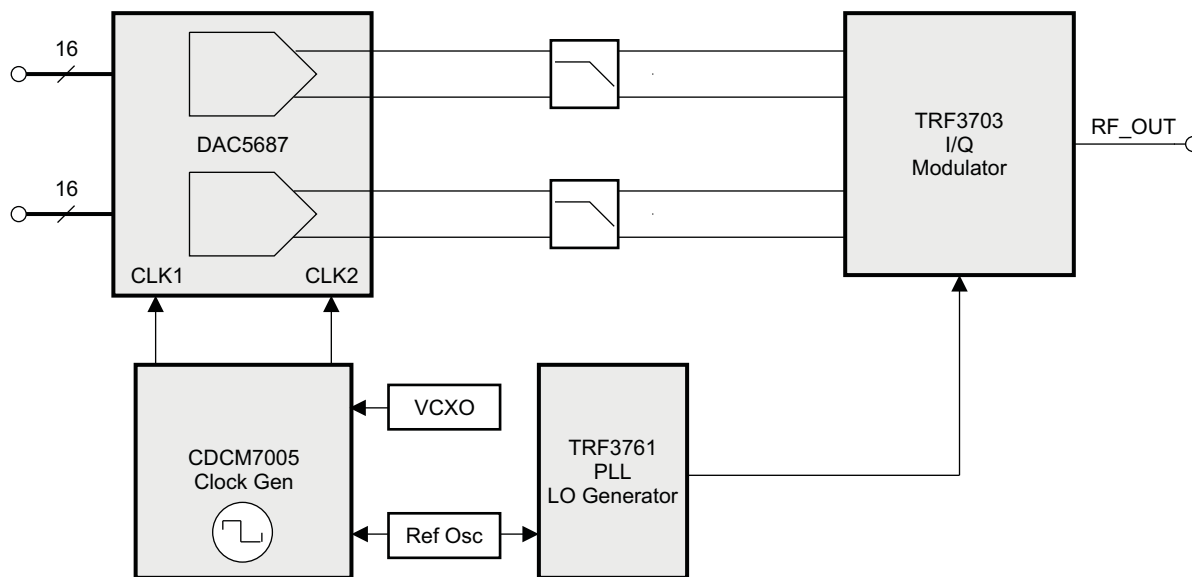 16
DAC5687
16
CLK1
CLK2
TRF3703
I/Q
Modulator
RF_OUT
CDCM7005
Clock Gen
VCXO
Ref Osc
TRF3761
PLL
LO Generator